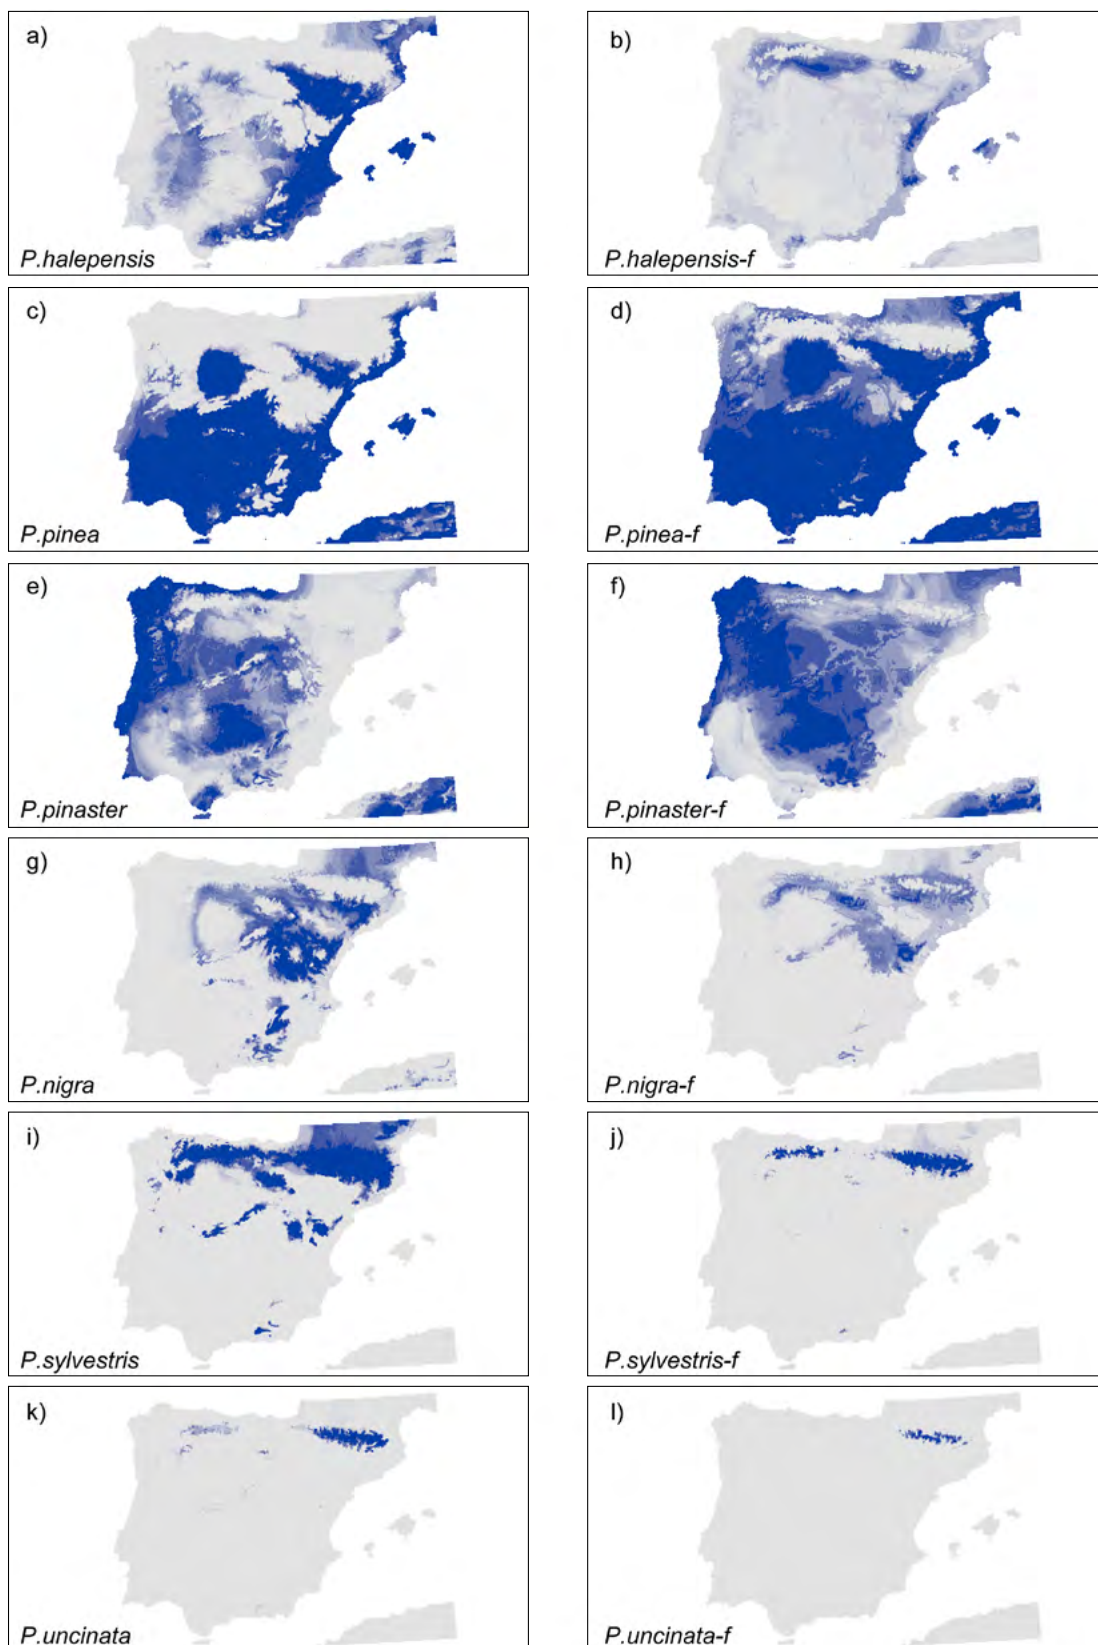 a)
P.halepensis
b)
P.halepensis-f
c)
P.pinea
d)
P.pinea-f
e)
P.pinaster
f)
P.pinaster-f
g)
P.nigra
h)
P.nigra-f
i)
P.sylvestris
j)
P.sylvestris-f
k)
P.uncinata
l)
P.uncinata-f